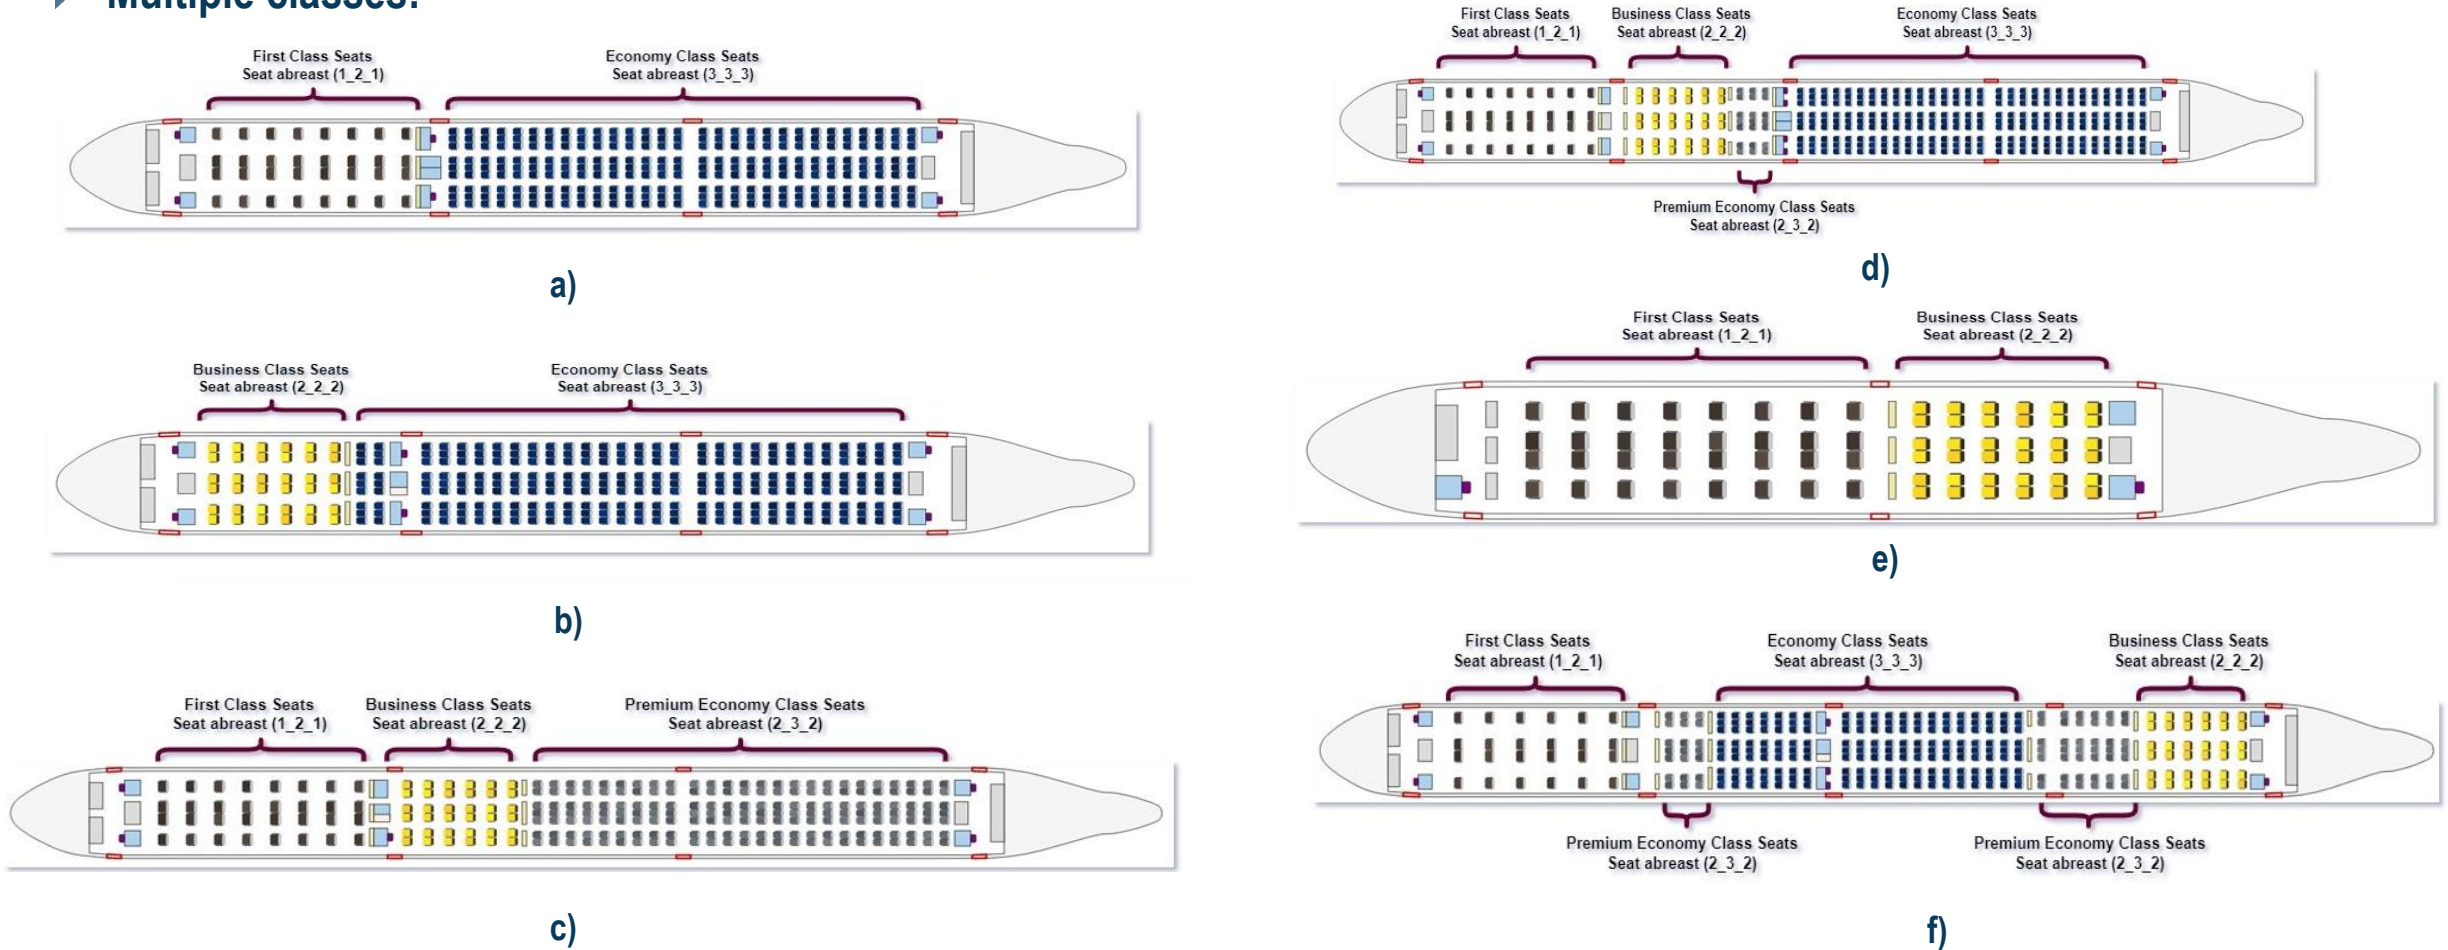 Multiple classes:
First Class Seats
Seat abreast (1_2_1)
Economy Class Seats
Seat abreast (3_3_3)
a)
Business Class Seats
Seat abreast (2_2_2)
Economy Class Seats
Seat abreast (3_3_3)
b)
First Class Seats
Seat abreast (1_2_1)
Business Class Seats
Seat abreast (2_2_2)
Premium Economy Class Seats
Seat abreast (2_3_2)
c)
First Class Seats
Seat abreast (1_2_1)
Business Class Seats
Seat abreast (2_2_2)
Economy Class Seats
Seat abreast (3_3_3)
Premium Economy Class Seats
Seat abreast (2_3_2)
d)
First Class Seats
Seat abreast (1_2_1)
Business Class Seats
Seat abreast (2_2_2)
e)
First Class Seats
Seat abreast (1_2_1)
Economy Class Seats
Seat abreast (3_3_3)
Business Class Seats
Seat abreast (2_2_2)
Premium Economy Class Seats
Seat abreast (2_3_2)
Premium Economy Class Seats
Seat abreast (2_3_2)
f)